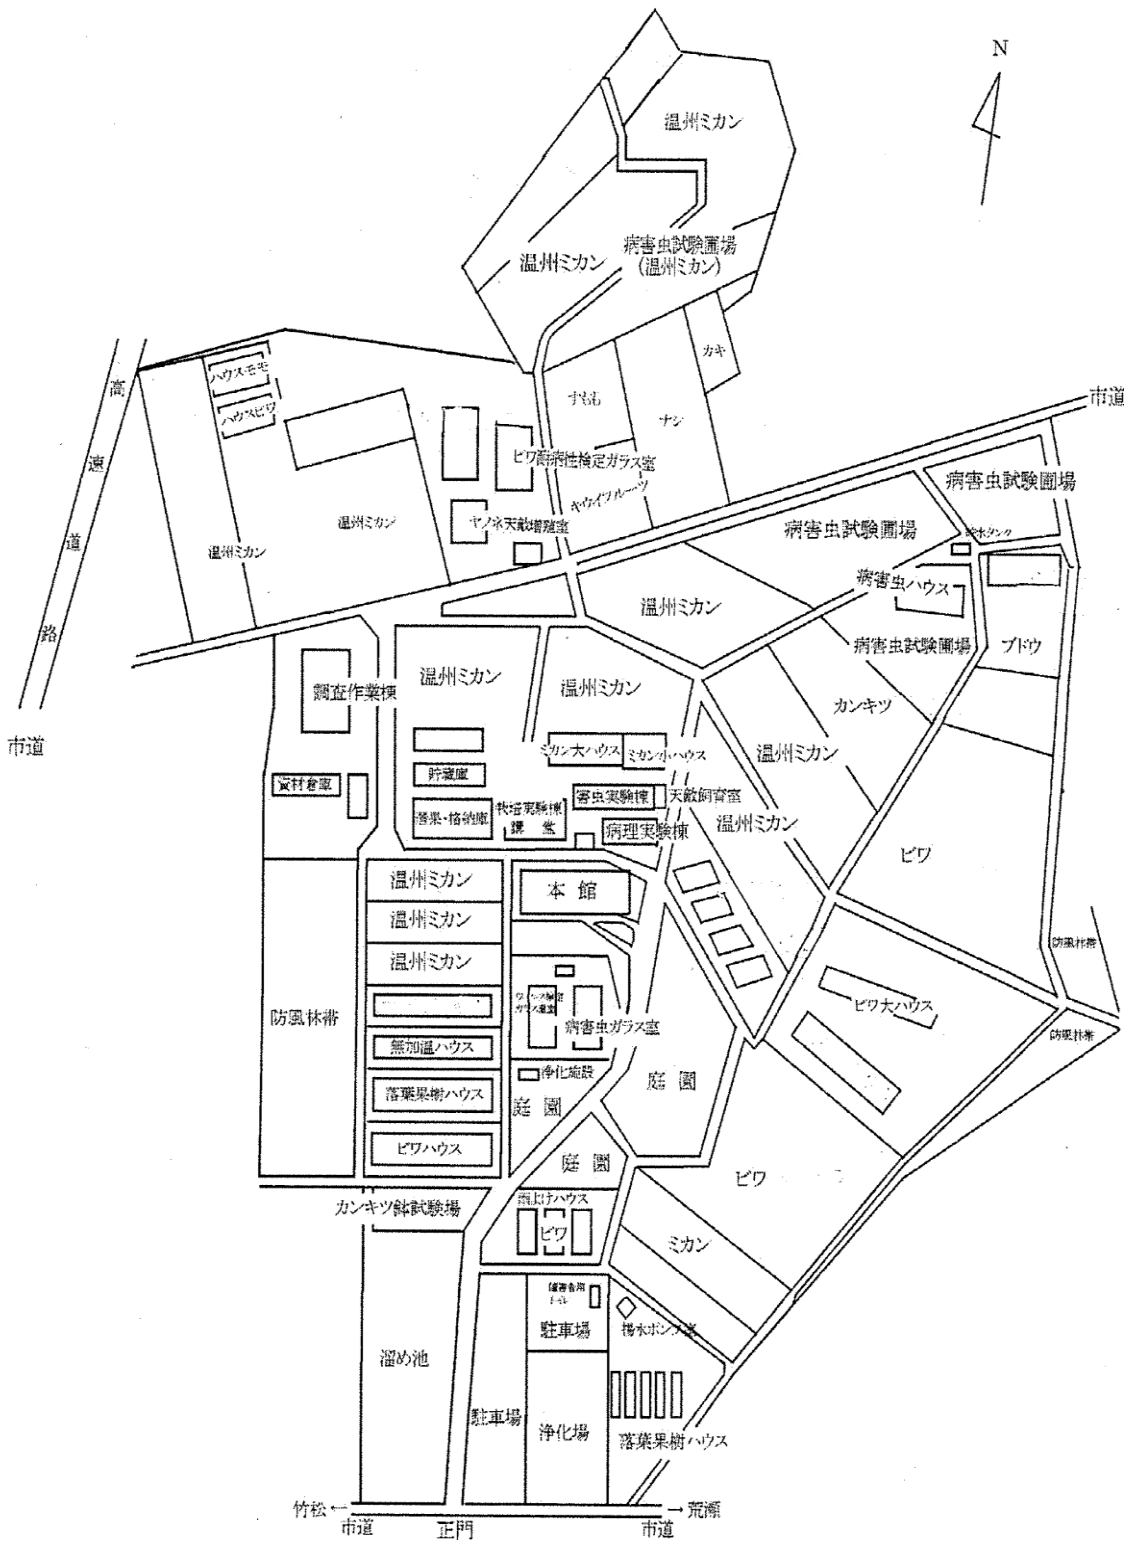 N
温州ミカン
病害虫試験圃場
(温州ミカン)
温州ミカン
カキ
ハウスモモ
ハウスビワ
すもも
ナシ
高速道路
市道
ビワ耐病性検定ガラス室
キウイフルーツ
ヤノネ天敵増殖室
温州ミカン
温州ミカン
病害虫試験圃場
病害虫試験圃場
病害虫ハウス
温州ミカン
病害虫試験圃場
ブドウ
調査作業棟
温州ミカン
温州ミカン
カンキツ
市道
ミカン大ハウス
ミカン小ハウス
温州ミカン
資材倉庫
貯蔵庫
害虫実験棟
天敵飼育室
選果・格納庫
栽培実験棟
講堂
病理実験棟
温州ミカン
ビワ
温州ミカン
本館
温州ミカン
温州ミカン
防風林帯
ビワ大ハウス
防風林帯
病害虫ガラス室
防風林帯
無加温ハウス
浄化施設
落葉果樹ハウス
庭園
庭園
ビワハウス
庭園
ビワ
カンキツ鉢試験場
雨よけハウス
ビワ
ミカン
障害者用
トイレ
駐車場
揚水ポンプ室
溜め池
駐車場
浄化場
落葉果樹ハウス
竹松←
→荒瀬
市道
正門
市道